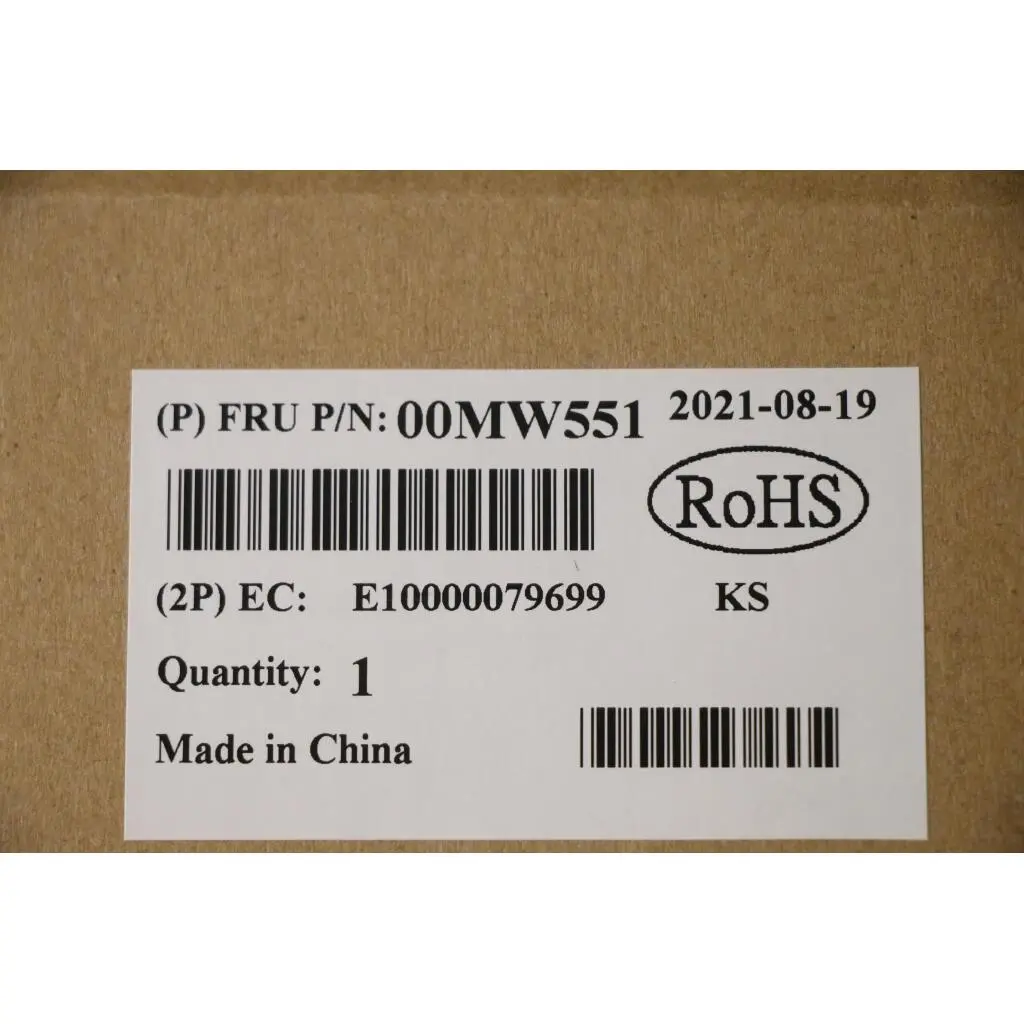 (P) FRU P/N: 00MW551 2021-08-19
RoHS
(2P) EC: E10000079699 KS
Quantity: 1
Made in China